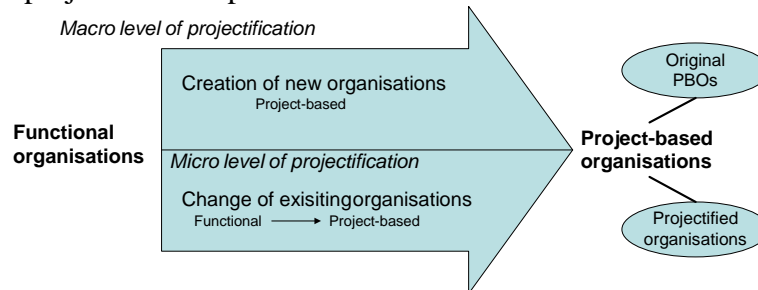 Macro level of projectification
Creation of new organisations
Project-based
Functional
organisations
Micro level of projectification
Change of exisitingorganisations
Functional Project-based
Original
PBOs
Project-based
organisations
Projectified
organisations